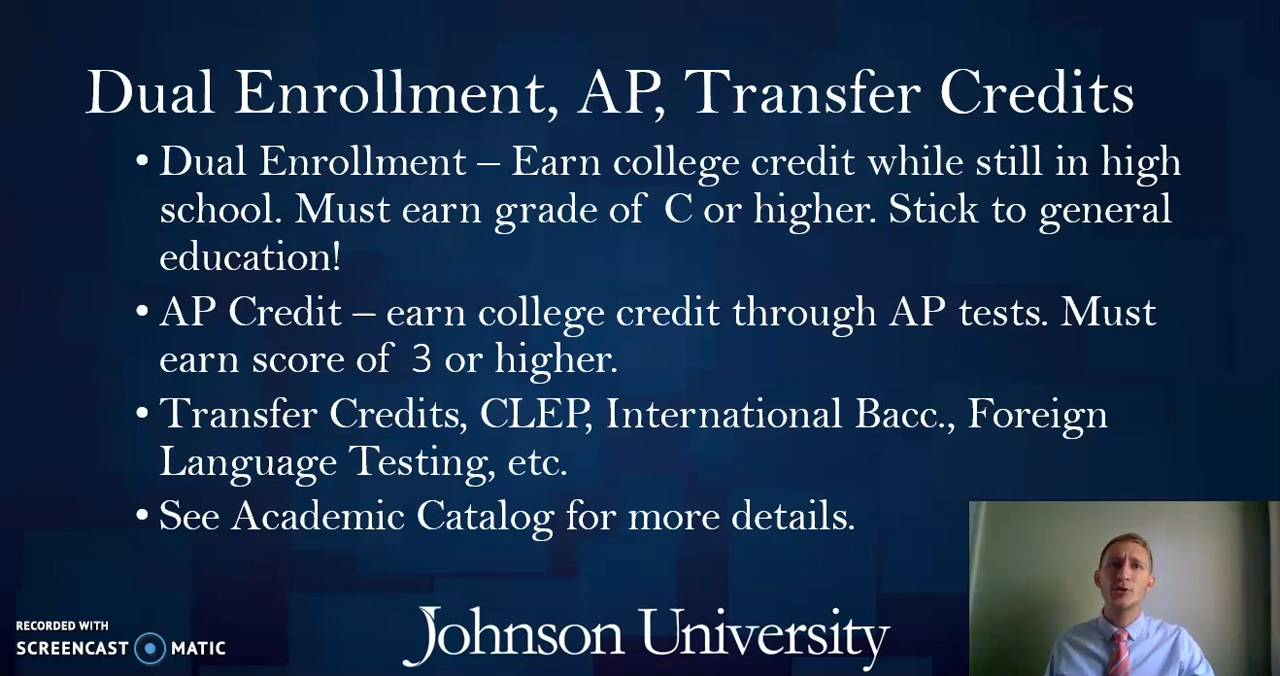 Dual Enrollment, AP, Transfer Credits
• Dual Enrollment – Earn college credit while still in high
school. Must earn grade of C or higher. Stick to general
education!
• AP Credit – earn college credit through AP tests. Must
earn score of 3 or higher.
• Transfer Credits, CLEP, International Bacc., Foreign
Language Testing, etc.
• See Academic Catalog for more details.
Johnson University
RECORDED WITH
SCREENCAST MATIC